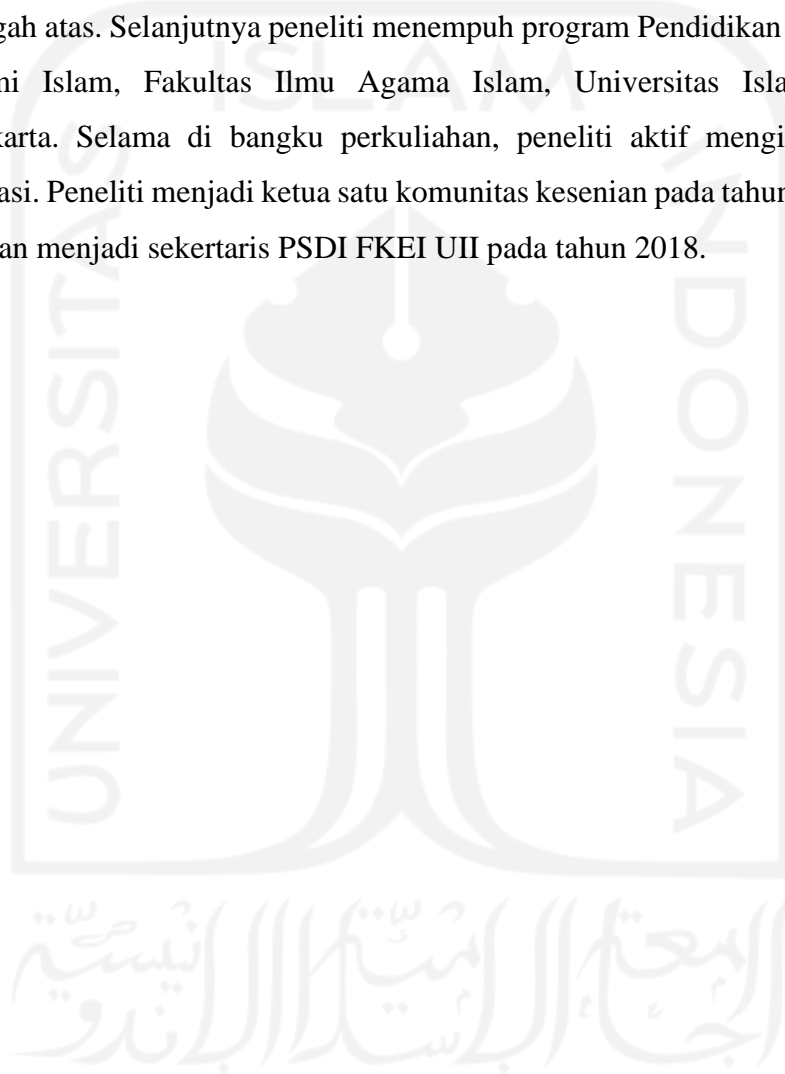 gah atas. Selanjutnya peneliti menempuh program Pendidikan
ni Islam, Fakultas Ilmu Agama Islam, Universitas Isla
karta. Selama di bangku perkuliahan, peneliti aktif mengi
asi. Peneliti menjadi ketua satu komunitas kesenian pada tahun
an menjadi sekertaris PSDI FKEI UII pada tahun 2018.
ISLAM
UNIVERSITAS
INDONESIA